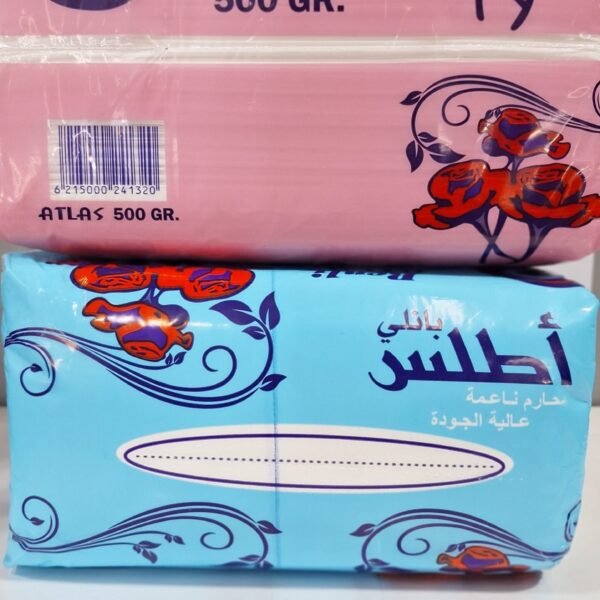 500 GR.
6 215000 241320
ATLAS 500 GR.
بانلي
أطلس
محارم ناعمة
عالية الجودة